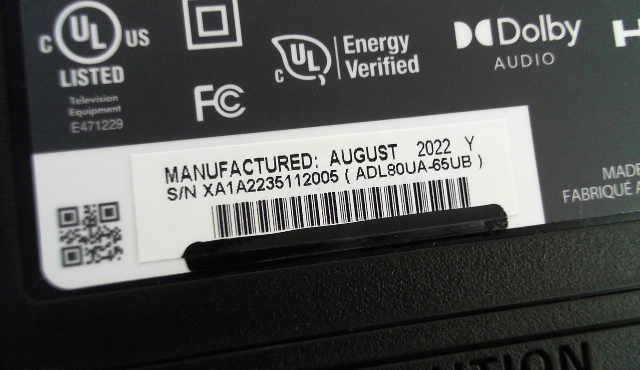 c UL US
LISTED
Television
Equipment
E471229
FC
c UL
Energy
Verified
Dolby
AUDIO
H
MANUFACTURED: AUGUST 2022 Y
S/N XA1A2235112005 ( ADL80UA-65UB )
MADE
FABRIQUÉ A
UTION